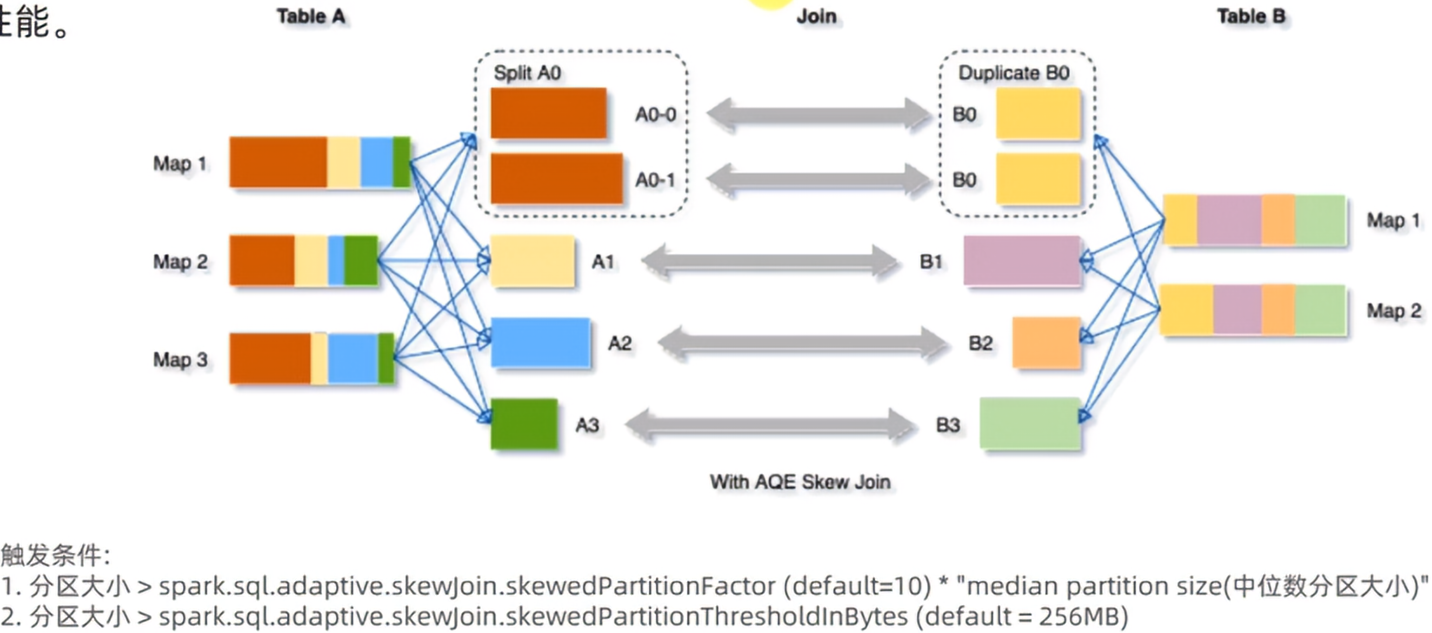 性能。
Table A
Join
Table B
Split A0
Duplicate B0
A0-0
B0
A0-1
B0
Map 1
Map 1
Map 2
A1
B1
Map 2
A2
B2
Map 3
A3
B3
With AQE Skew Join
触发条件:
1. 分区大小 > spark.sql.adaptive.skewJoin.skewedPartitionFactor (default=10) * "median partition size(中位数分区大小)"
2. 分区大小 > spark.sql.adaptive.skewJoin.skewedPartitionThresholdInBytes (default = 256MB)